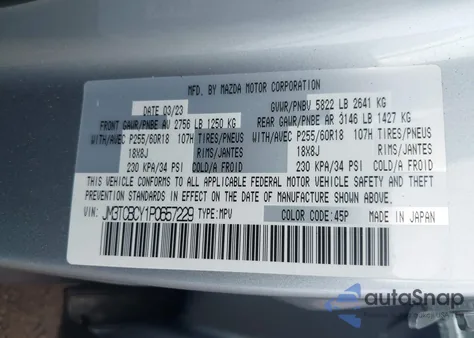 MFD. BY MAZDA MOTOR CORPORATION
DATE 03/23 GVWR/PNBV 5822 LB 2641 KG
FRONT GAWR/PNBE AV 2756 LB 1250 KG REAR GAWR/PNBE AR 3146 LB 1427 KG
WITH/AVEC P255/60R18 107H TIRES/PNEUS WITH/AVEC P255/60R18 107H TIRES/PNEUS
18X8J RIMS/JANTES 18X8J RIMS/JANTES
230 KPA/34 PSI COLD/A FROID 230 KPA/34 PSI COLD/A FROID
THIS VEHICLE CONFORMS TO ALL APPLICABLE FEDERAL MOTOR VEHICLE SAFETY AND THEFT
PREVENTION STANDARDS IN EFFECT ON THE DATE OF MANUFACTURE SHOWN ABOVE.
VIN: JM3TCBCY1P0657229 TYPE:MPV COLOR CODE:45P MADE IN JAPAN
autoSnap